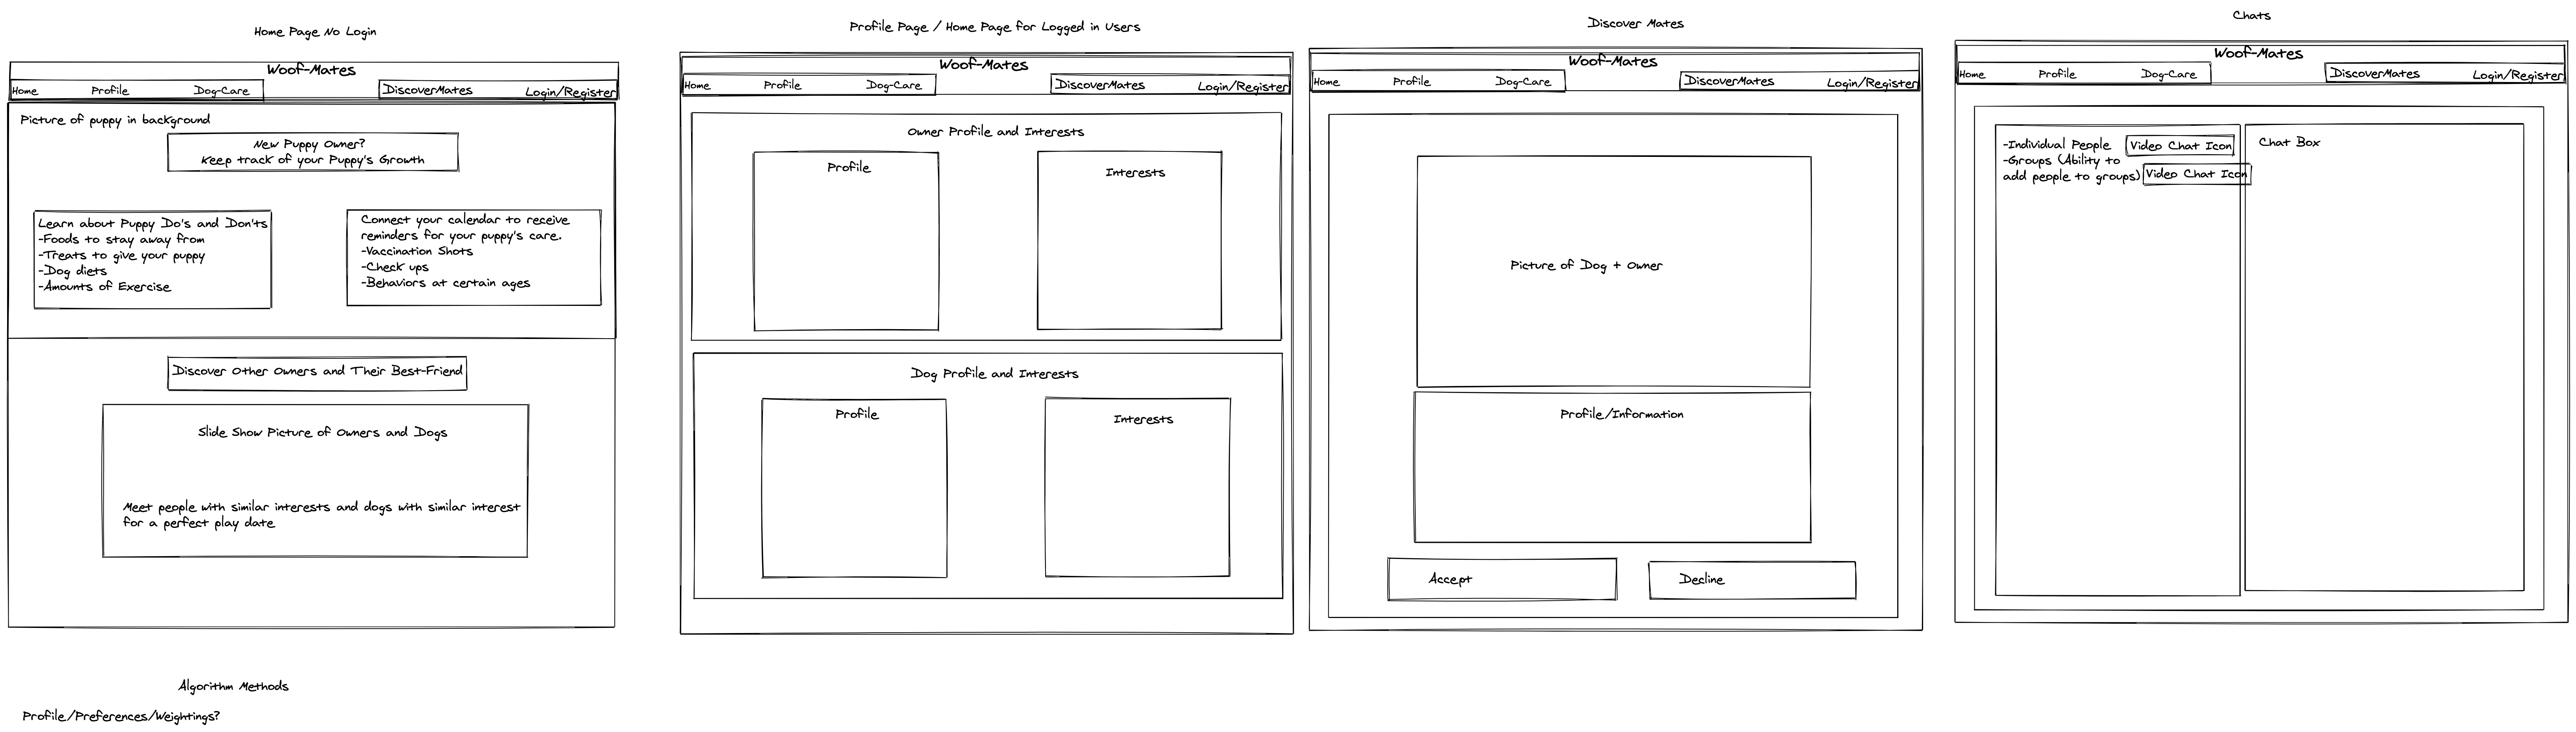 Home Page No Login
Woof-Mates
Home Profile Dog-Care DiscoverMates Login/Register
Picture of puppy in background
New Puppy Owner?
Keep track of your Puppy's Growth
Learn about Puppy Do's and Don'ts
-Foods to stay away from
-Treats to give your puppy
-Dog diets
-Amounts of Exercise
Connect your calendar to receive
reminders for your puppy's care.
-Vaccination Shots
-Check ups
-Behaviors at certain ages
Discover Other Owners and Their Best-Friend
Slide Show Picture of Owners and Dogs
Meet people with similar interests and dogs with similar interest
for a perfect play date
Algorithm Methods
Profile/Preferences/Weightings?
Profile Page / Home Page for Logged in Users
Woof-Mates
Home Profile Dog-Care DiscoverMates Login/Register
Owner Profile and Interests
Profile
Interests
Dog Profile and Interests
Profile
Interests
Discover Mates
Woof-Mates
Home Profile Dog-Care DiscoverMates Login/Register
Picture of Dog + Owner
Profile/Information
Accept
Decline
Chats
Woof-Mates
Home Profile Dog-Care DiscoverMates Login/Register
-Individual People Video Chat Icon
-Groups (Ability to
add people to groups) Video Chat Icon
Chat Box